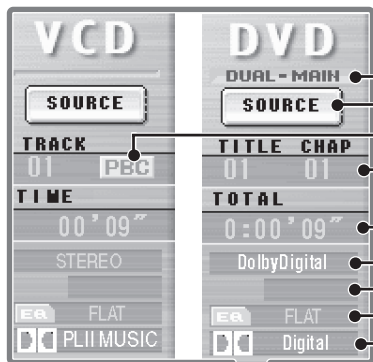 VCD
SOURCE
TRACK
01 PBC
TIME
00'09"
STEREO
EQ FLAT
PLII MUSIC
DVD
DUAL-MAIN
SOURCE
TITLE CHAP
01 01
TOTAL
0:00'09"
DolbyDigital
EQ FLAT
Digital